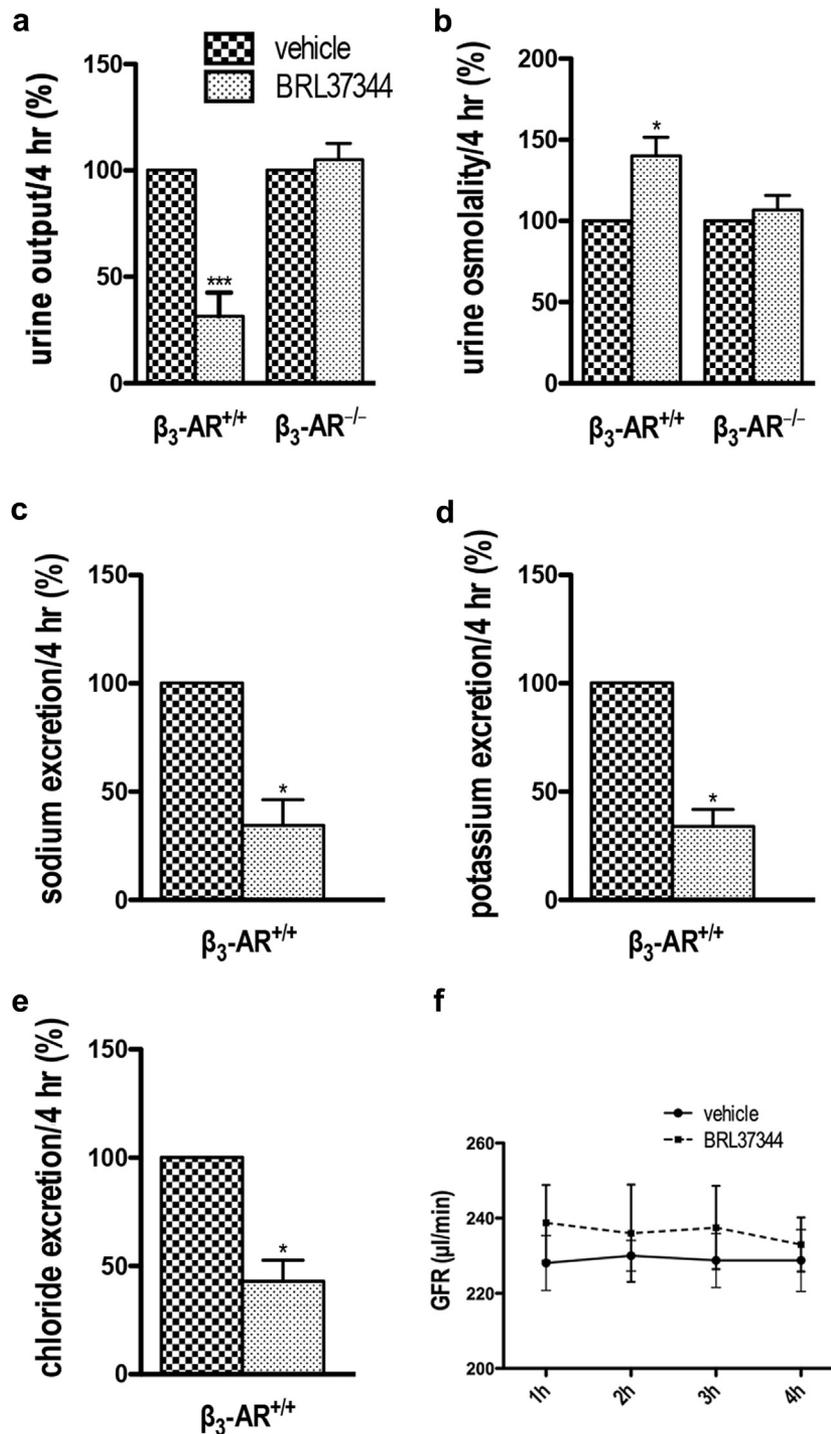 a
urine output/4 hr (%)
vehicle
BRL37344
150
100
50
0
***
β₃-AR⁺/⁺
β₃-AR⁻/⁻
b
urine osmolality/4 hr (%)
200
150
100
50
0
*
β₃-AR⁺/⁺
β₃-AR⁻/⁻
c
sodium excretion/4 hr (%)
150
100
50
0
*
β₃-AR⁺/⁺
d
potassium excretion/4 hr (%)
150
100
50
0
*
β₃-AR⁺/⁺
e
chloride excretion/4 hr (%)
150
100
50
0
*
β₃-AR⁺/⁺
f
vehicle
BRL37344
GFR (µl/min)
260
240
220
200
1h 2h 3h 4h